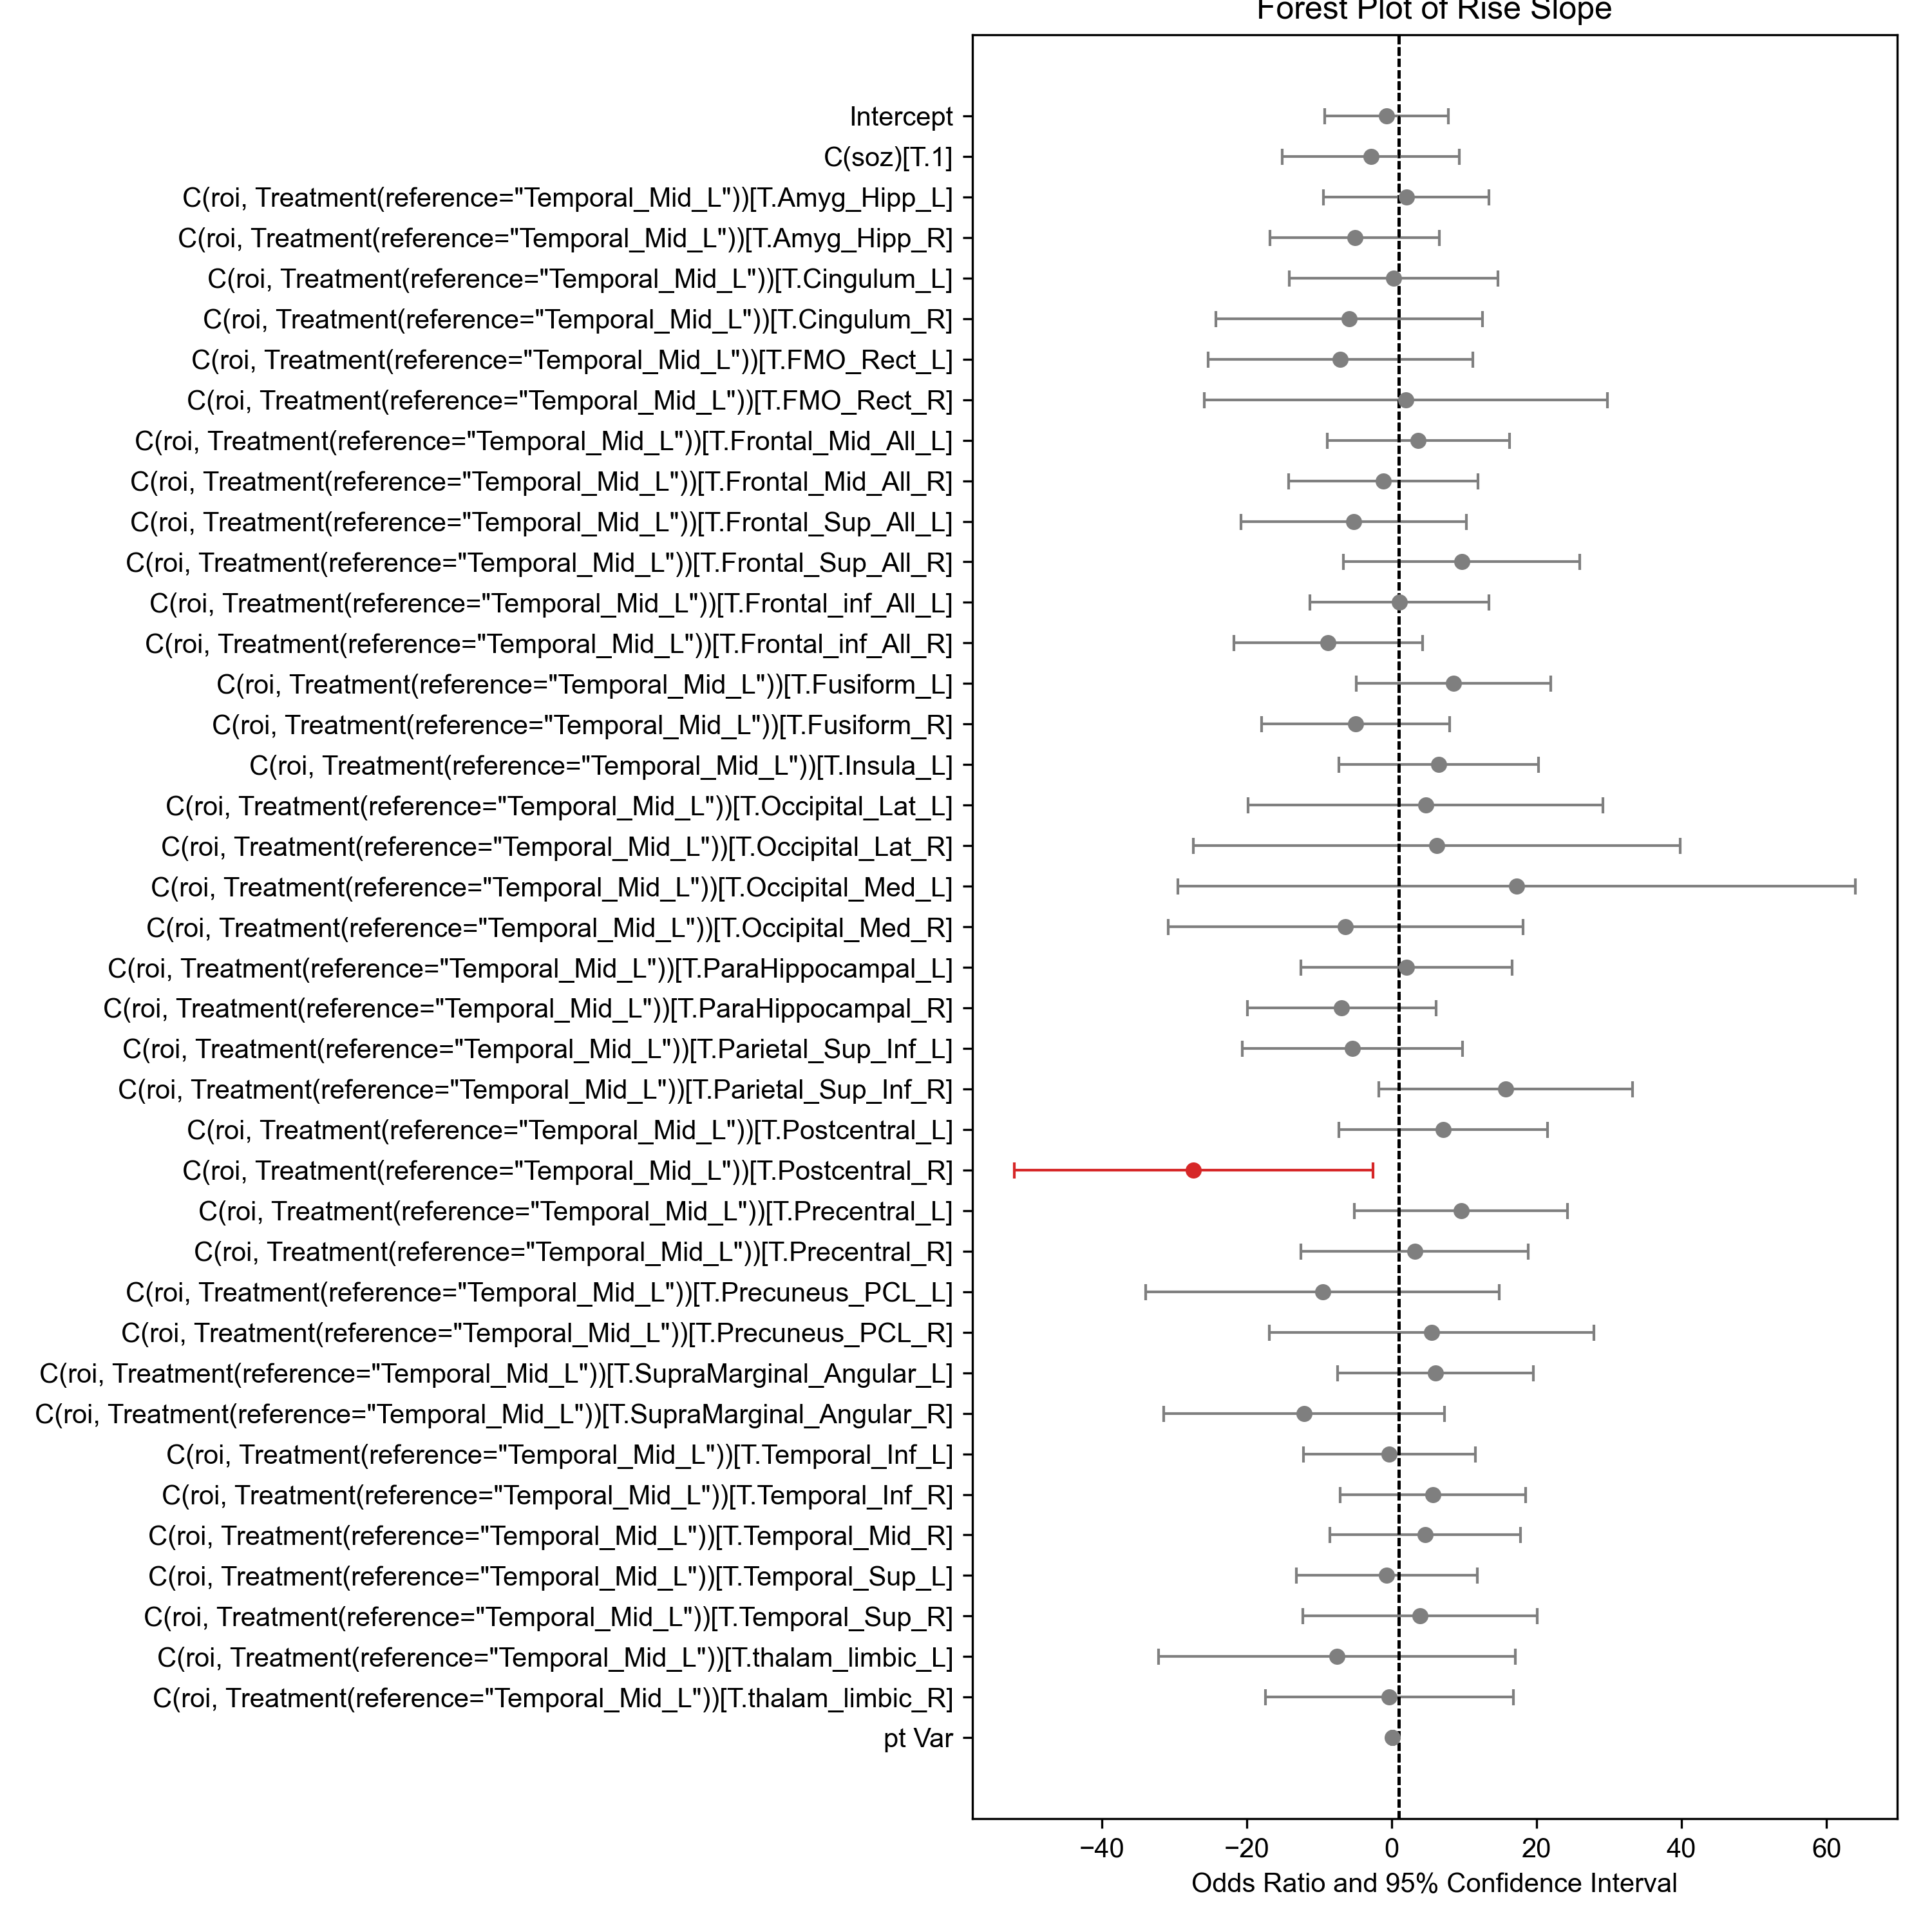 Forest Plot of Rise Slope
Intercept
C(soz)[T.1]
C(roi, Treatment(reference="Temporal_Mid_L"))[T.Amyg_Hipp_L]
C(roi, Treatment(reference="Temporal_Mid_L"))[T.Amyg_Hipp_R]
C(roi, Treatment(reference="Temporal_Mid_L"))[T.Cingulum_L]
C(roi, Treatment(reference="Temporal_Mid_L"))[T.Cingulum_R]
C(roi, Treatment(reference="Temporal_Mid_L"))[T.FMO_Rect_L]
C(roi, Treatment(reference="Temporal_Mid_L"))[T.FMO_Rect_R]
C(roi, Treatment(reference="Temporal_Mid_L"))[T.Frontal_Mid_All_L]
C(roi, Treatment(reference="Temporal_Mid_L"))[T.Frontal_Mid_All_R]
C(roi, Treatment(reference="Temporal_Mid_L"))[T.Frontal_Sup_All_L]
C(roi, Treatment(reference="Temporal_Mid_L"))[T.Frontal_Sup_All_R]
C(roi, Treatment(reference="Temporal_Mid_L"))[T.Frontal_inf_All_L]
C(roi, Treatment(reference="Temporal_Mid_L"))[T.Frontal_inf_All_R]
C(roi, Treatment(reference="Temporal_Mid_L"))[T.Fusiform_L]
C(roi, Treatment(reference="Temporal_Mid_L"))[T.Fusiform_R]
C(roi, Treatment(reference="Temporal_Mid_L"))[T.Insula_L]
C(roi, Treatment(reference="Temporal_Mid_L"))[T.Occipital_Lat_L]
C(roi, Treatment(reference="Temporal_Mid_L"))[T.Occipital_Lat_R]
C(roi, Treatment(reference="Temporal_Mid_L"))[T.Occipital_Med_L]
C(roi, Treatment(reference="Temporal_Mid_L"))[T.Occipital_Med_R]
C(roi, Treatment(reference="Temporal_Mid_L"))[T.ParaHippocampal_L]
C(roi, Treatment(reference="Temporal_Mid_L"))[T.ParaHippocampal_R]
C(roi, Treatment(reference="Temporal_Mid_L"))[T.Parietal_Sup_Inf_L]
C(roi, Treatment(reference="Temporal_Mid_L"))[T.Parietal_Sup_Inf_R]
C(roi, Treatment(reference="Temporal_Mid_L"))[T.Postcentral_L]
C(roi, Treatment(reference="Temporal_Mid_L"))[T.Postcentral_R]
C(roi, Treatment(reference="Temporal_Mid_L"))[T.Precentral_L]
C(roi, Treatment(reference="Temporal_Mid_L"))[T.Precentral_R]
C(roi, Treatment(reference="Temporal_Mid_L"))[T.Precuneus_PCL_L]
C(roi, Treatment(reference="Temporal_Mid_L"))[T.Precuneus_PCL_R]
C(roi, Treatment(reference="Temporal_Mid_L"))[T.SupraMarginal_Angular_L]
C(roi, Treatment(reference="Temporal_Mid_L"))[T.SupraMarginal_Angular_R]
C(roi, Treatment(reference="Temporal_Mid_L"))[T.Temporal_Inf_L]
C(roi, Treatment(reference="Temporal_Mid_L"))[T.Temporal_Inf_R]
C(roi, Treatment(reference="Temporal_Mid_L"))[T.Temporal_Mid_R]
C(roi, Treatment(reference="Temporal_Mid_L"))[T.Temporal_Sup_L]
C(roi, Treatment(reference="Temporal_Mid_L"))[T.Temporal_Sup_R]
C(roi, Treatment(reference="Temporal_Mid_L"))[T.thalam_limbic_L]
C(roi, Treatment(reference="Temporal_Mid_L"))[T.thalam_limbic_R]
pt Var
−40 −20 0 20 40 60
Odds Ratio and 95% Confidence Interval